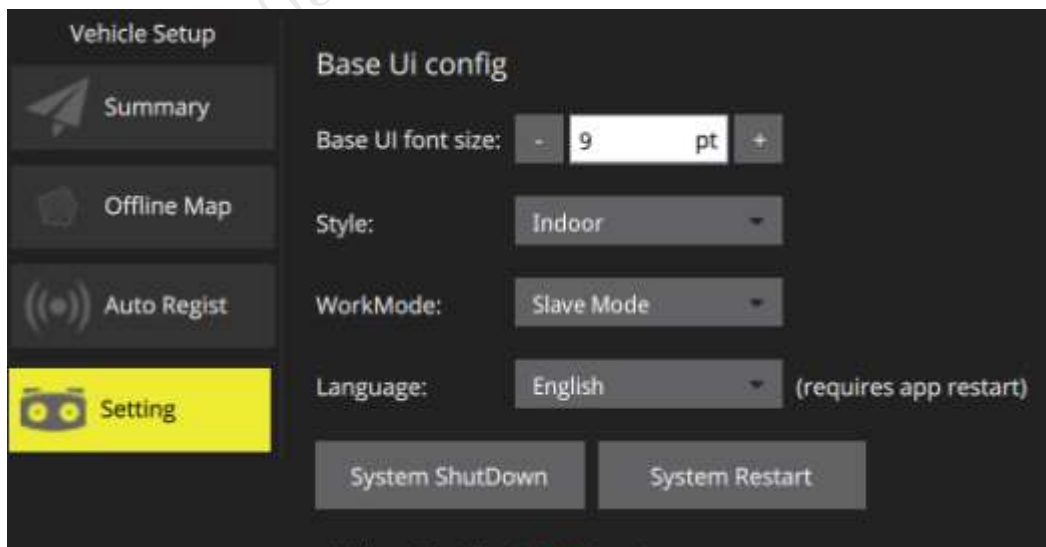 Vehicle Setup
Summary
Offline Map
Auto Regist
Setting
Base Ui config
Base UI font size: - 9 pt +
Style: Indoor
WorkMode: Slave Mode
Language: English (requires app restart)
System ShutDown System Restart